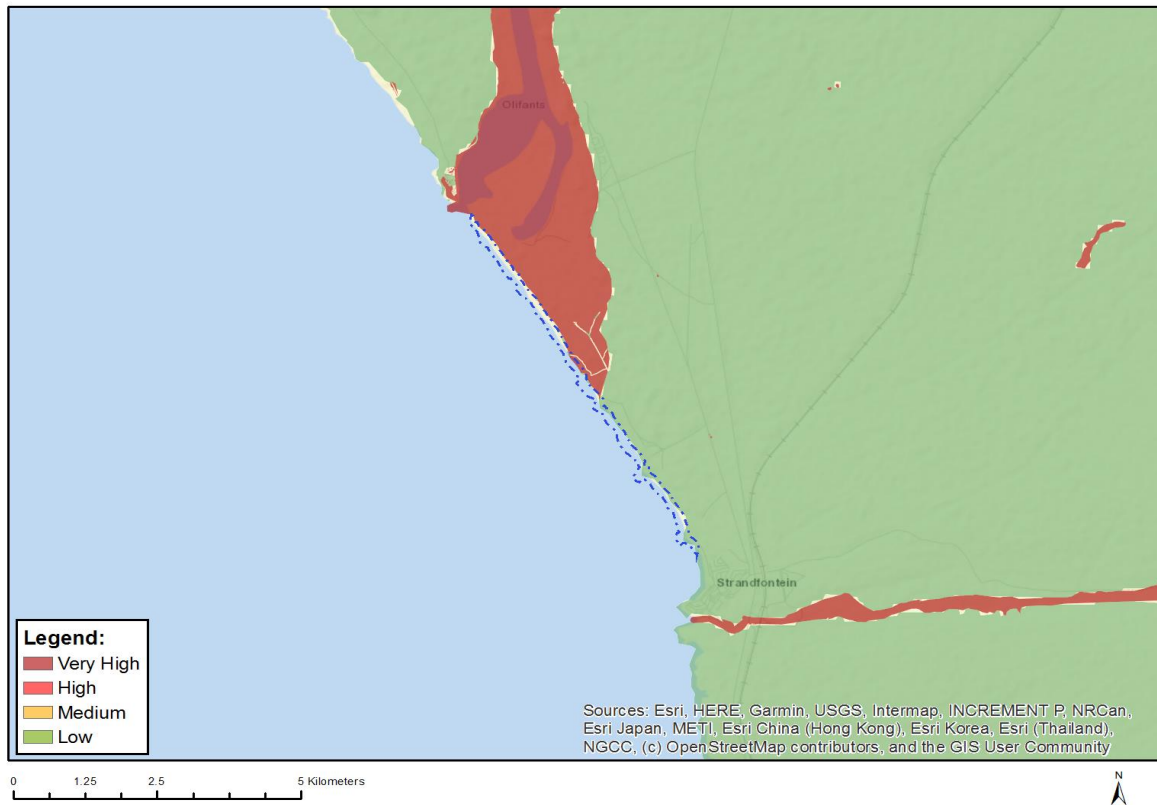 Olifants
Strandfontein
Legend:
Very High
High
Medium
Low
Sources: Esri, HERE, Garmin, USGS, Intermap, INCREMENT P, NRCan,
Esri Japan, METI, Esri China (Hong Kong), Esri Korea, Esri (Thailand),
NGCC, (c) OpenStreetMap contributors, and the GIS User Community
0 1.25 2.5 5 Kilometers
N